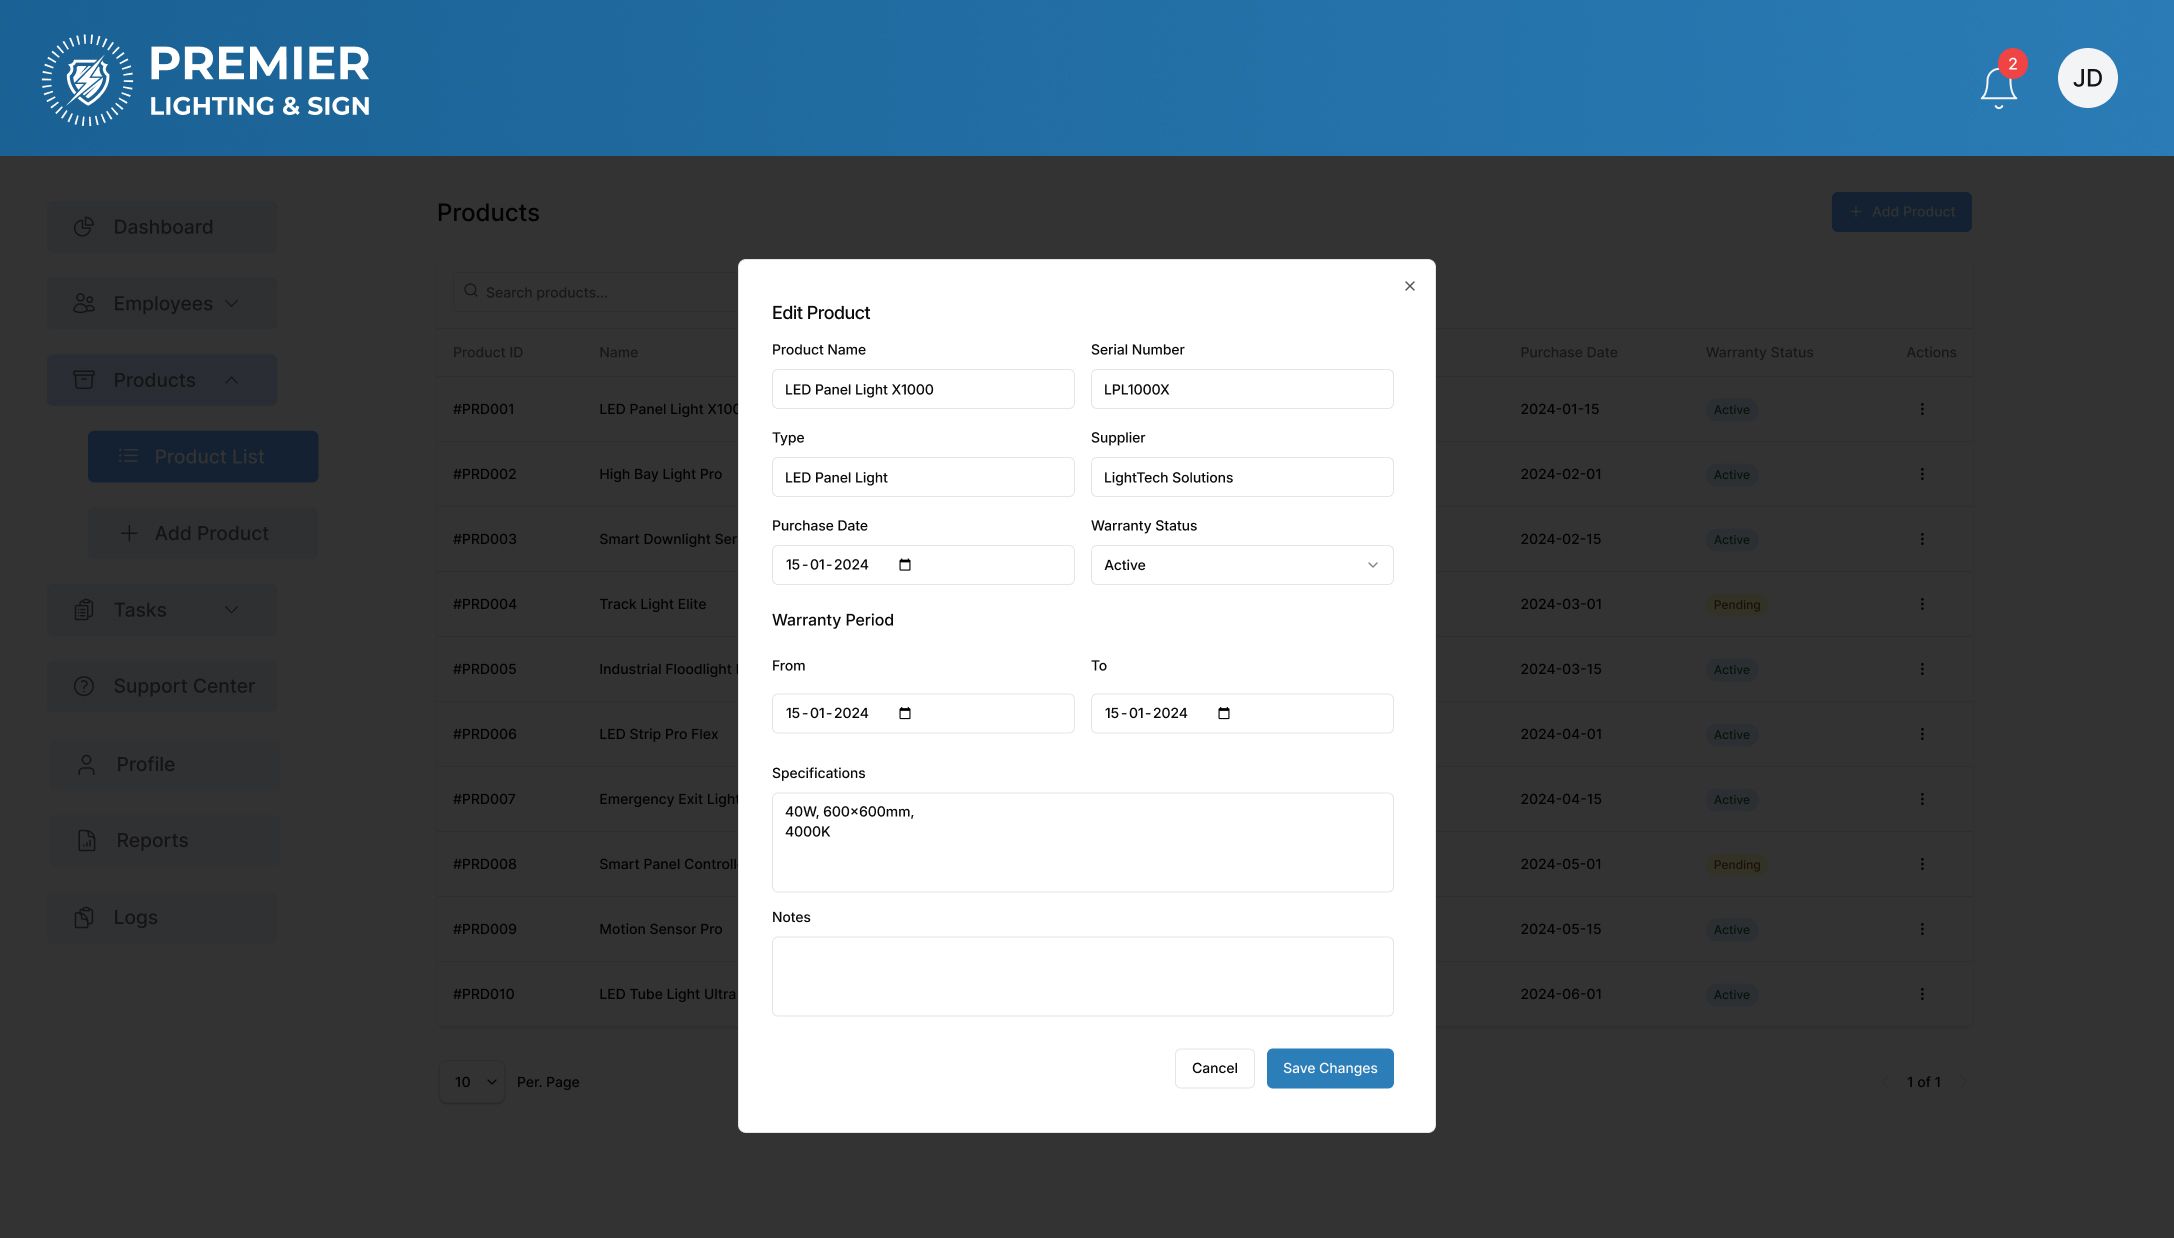 PREMIER
LIGHTING & SIGN
2
JD
Dashboard
Employees
Products
Product List
Add Product
Tasks
Support Center
Profile
Reports
Logs
Products
Add Product
Search products...
Product ID Name Purchase Date Warranty Status Actions
#PRD001 LED Panel Light X100 2024-01-15 Active
#PRD002 High Bay Light Pro 2024-02-01 Active
#PRD003 Smart Downlight Ser 2024-02-15 Active
#PRD004 Track Light Elite 2024-03-01 Pending
#PRD005 Industrial Floodlight 2024-03-15 Active
#PRD006 LED Strip Pro Flex 2024-04-01 Active
#PRD007 Emergency Exit Light 2024-04-15 Active
#PRD008 Smart Panel Controll 2024-05-01 Pending
#PRD009 Motion Sensor Pro 2024-05-15 Active
#PRD010 LED Tube Light Ultra 2024-06-01 Active
10 Per. Page
1 of 1
Edit Product
Product Name Serial Number
LED Panel Light X1000 LPL1000X
Type Supplier
LED Panel Light LightTech Solutions
Purchase Date Warranty Status
15-01-2024 Active
Warranty Period
From To
15-01-2024 15-01-2024
Specifications
40W, 600×600mm,
4000K
Notes
Cancel Save Changes